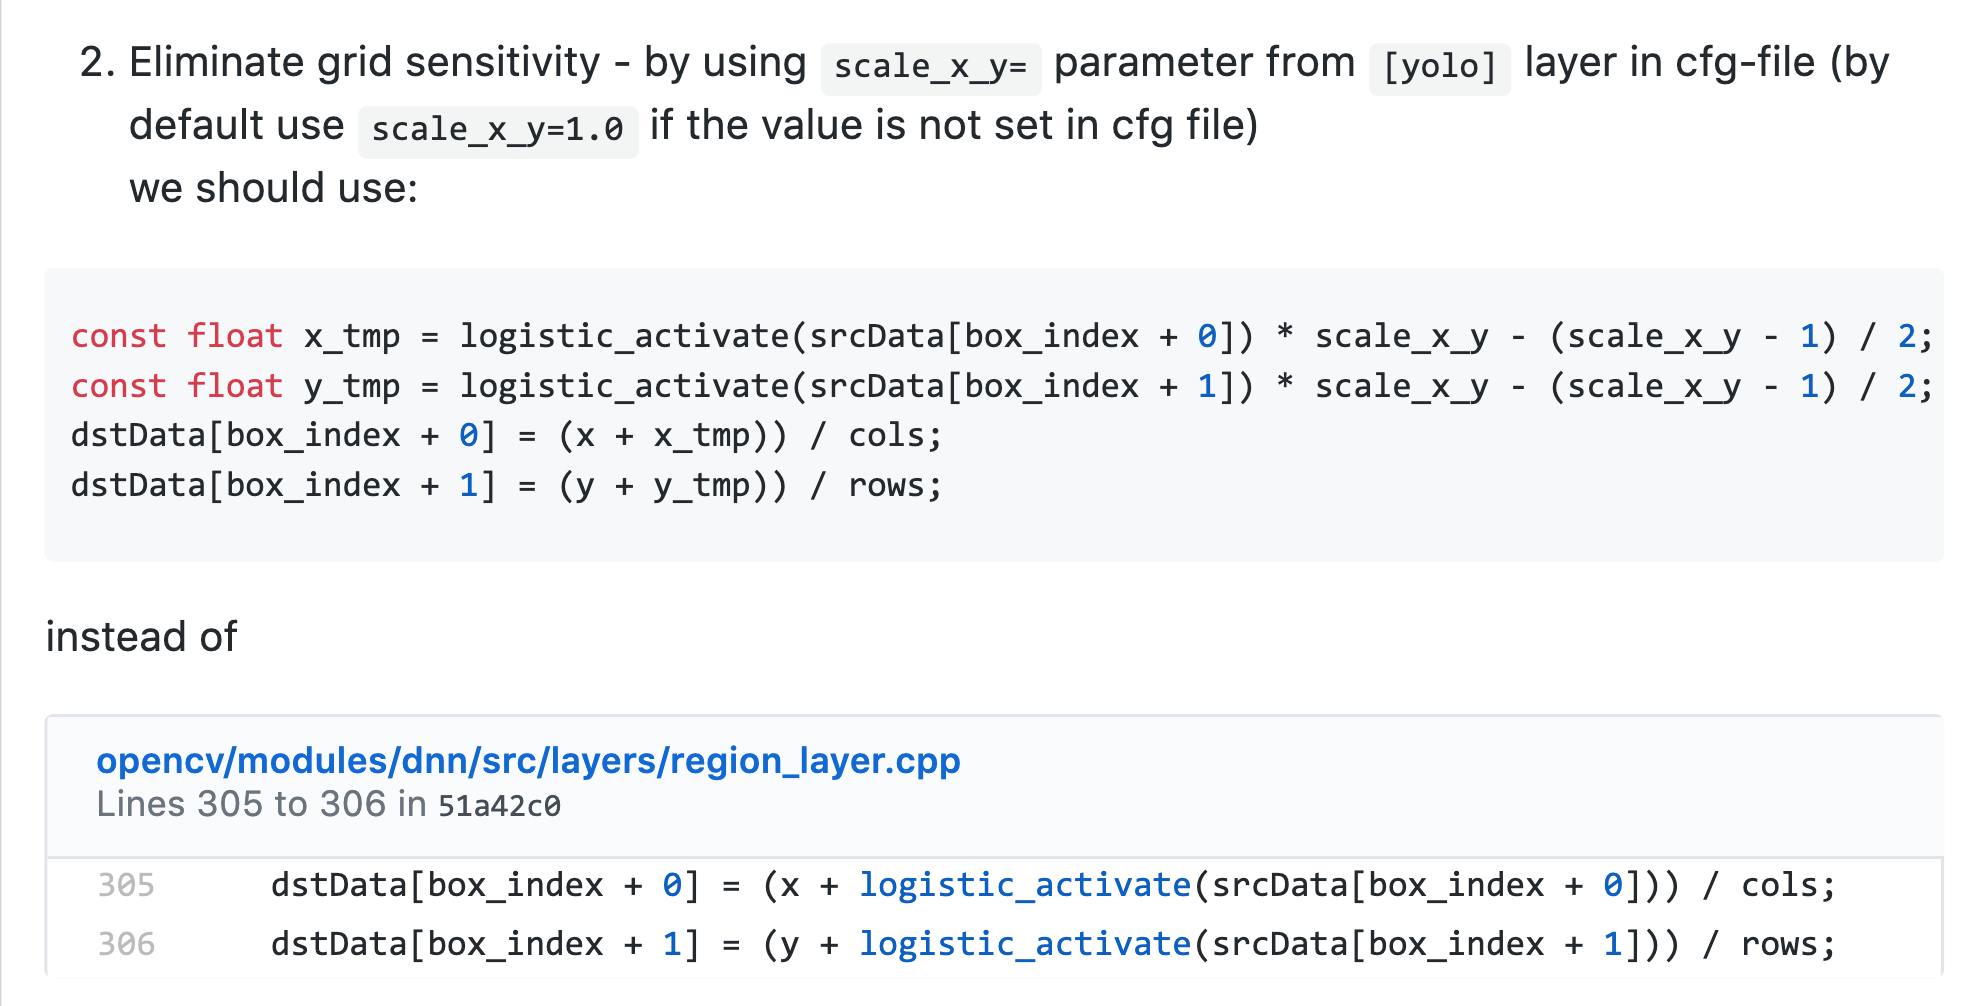 2. Eliminate grid sensitivity - by using scale_x_y= parameter from [yolo] layer in cfg-file (by
default use scale_x_y=1.0 if the value is not set in cfg file)
we should use:
const float x_tmp = logistic_activate(srcData[box_index + 0]) * scale_x_y - (scale_x_y - 1) / 2;
const float y_tmp = logistic_activate(srcData[box_index + 1]) * scale_x_y - (scale_x_y - 1) / 2;
dstData[box_index + 0] = (x + x_tmp)) / cols;
dstData[box_index + 1] = (y + y_tmp)) / rows;
instead of
opencv/modules/dnn/src/layers/region_layer.cpp
Lines 305 to 306 in 51a42c0
305 dstData[box_index + 0] = (x + logistic_activate(srcData[box_index + 0])) / cols;
306 dstData[box_index + 1] = (y + logistic_activate(srcData[box_index + 1])) / rows;